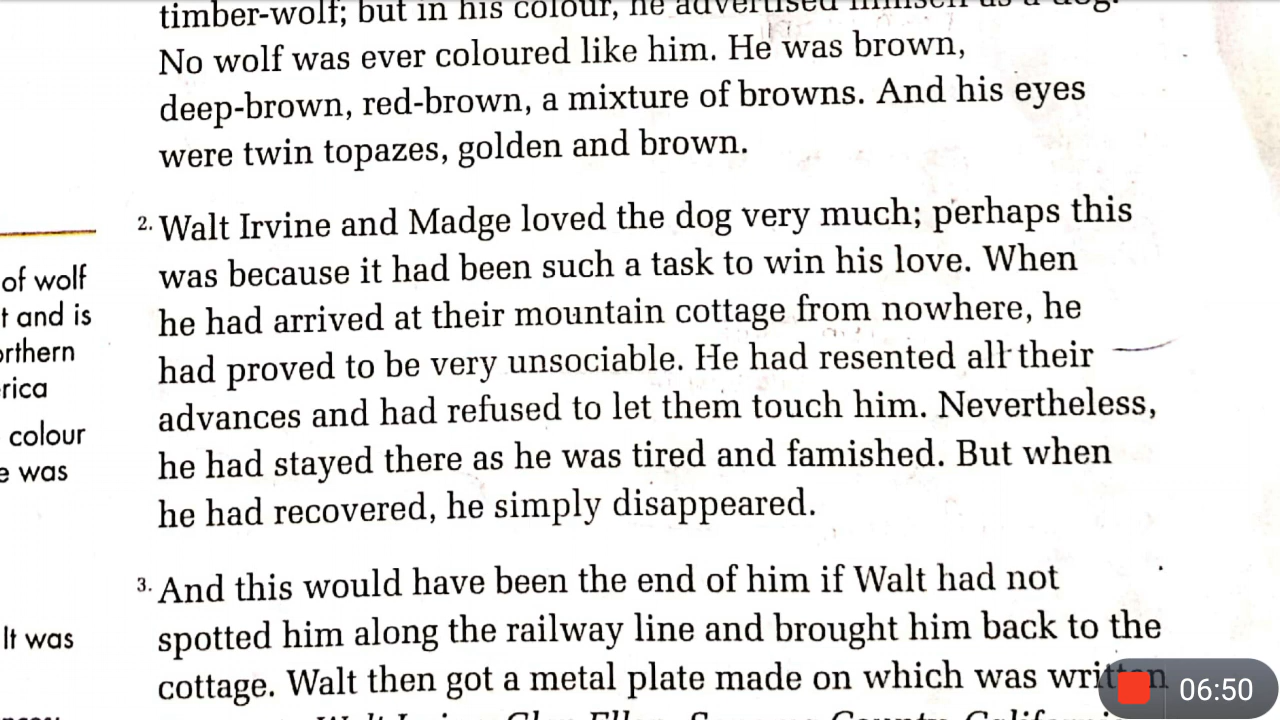 timber-wolf; but in his colour, he advertised himself as a dog.
No wolf was ever coloured like him. He was brown,
deep-brown, red-brown, a mixture of browns. And his eyes
were twin topazes, golden and brown.
2. Walt Irvine and Madge loved the dog very much; perhaps this
was because it had been such a task to win his love. When
he had arrived at their mountain cottage from nowhere, he
had proved to be very unsociable. He had resented all their
advances and had refused to let them touch him. Nevertheless,
he had stayed there as he was tired and famished. But when
he had recovered, he simply disappeared.
3. And this would have been the end of him if Walt had not
spotted him along the railway line and brought him back to the
cottage. Walt then got a metal plate made on which was written
Walt Irvine, Glen Ellen, Sonoma County, California
of wolf
t and is
orthern
rica
colour
e was
It was
06:50